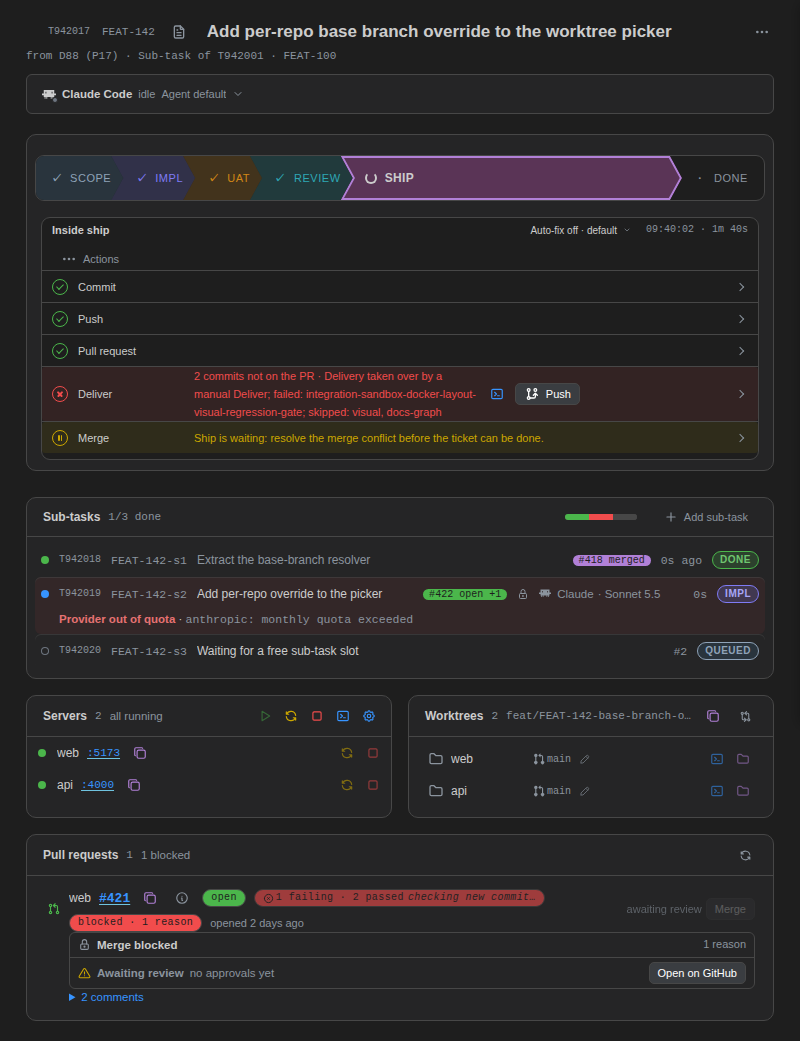 T942017 FEAT-142 Add per-repo base branch override to the worktree picker
from D88 (P17) · Sub-task of T942001 · FEAT-100
Claude Code idle Agent default
SCOPE IMPL UAT REVIEW SHIP DONE
Inside ship Auto-fix off · default 09:40:02 · 1m 40s
Actions
Commit
Push
Pull request
2 commits not on the PR · Delivery taken over by a
Deliver manual Deliver; failed: integration-sandbox-docker-layout- Push
visual-regression-gate; skipped: visual, docs-graph
Merge Ship is waiting: resolve the merge conflict before the ticket can be done.
Sub-tasks 1/3 done Add sub-task
T942018 FEAT-142-s1 Extract the base-branch resolver #418 merged 0s ago DONE
T942019 FEAT-142-s2 Add per-repo override to the picker #422 open +1 Claude · Sonnet 5.5 0s IMPL
Provider out of quota · anthropic: monthly quota exceeded
T942020 FEAT-142-s3 Waiting for a free sub-task slot #2 QUEUED
Servers 2 all running
web :5173
api :4000
Worktrees 2 feat/FEAT-142-base-branch-o…
web main
api main
Pull requests 1 1 blocked
web #421 open 1 failing · 2 passed checking new commit…
awaiting review Merge
blocked · 1 reason opened 2 days ago
Merge blocked 1 reason
Awaiting review no approvals yet Open on GitHub
2 comments